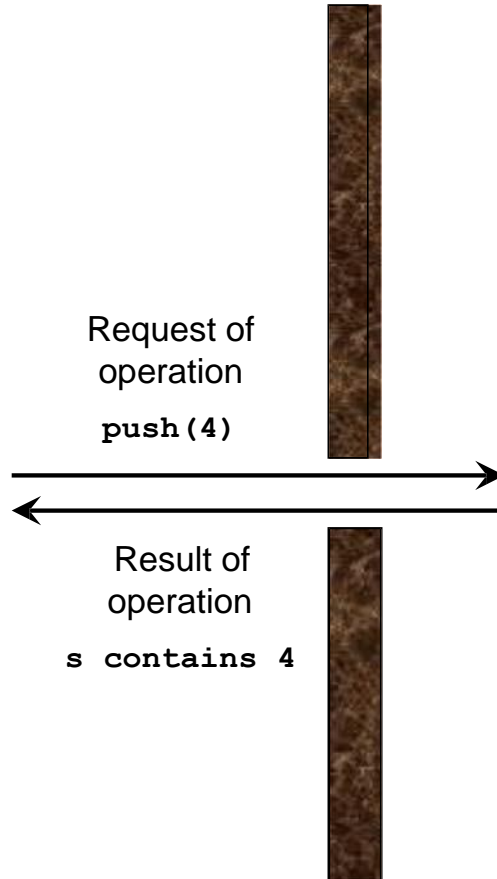 Request of
operation
push(4)
Result of
operation
s contains 4